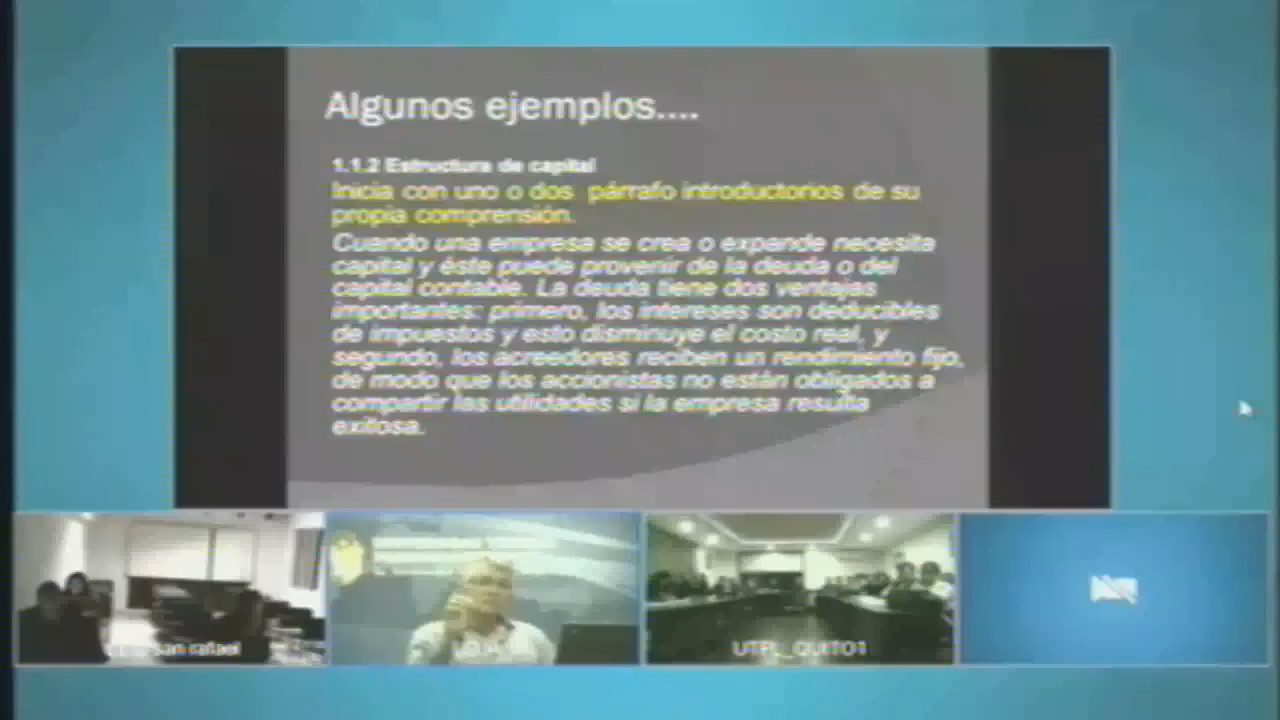 Algunos ejemplos....
1.1.2 Estructura de capital
Inicia con uno o dos párrafo introductorios de su
propia comprensión.
Cuando una empresa se crea o expande necesita
capital y éste puede provenir de la deuda o del
capital contable. La deuda tiene dos ventajas
importantes: primero, los intereses son deducibles
de impuestos y esto disminuye el costo real, y
segundo, los acreedores reciben un rendimiento fijo,
de modo que los accionistas no están obligados a
compartir las utilidades si la empresa resulta
exitosa.
san rafael
UTPL_QUITO1